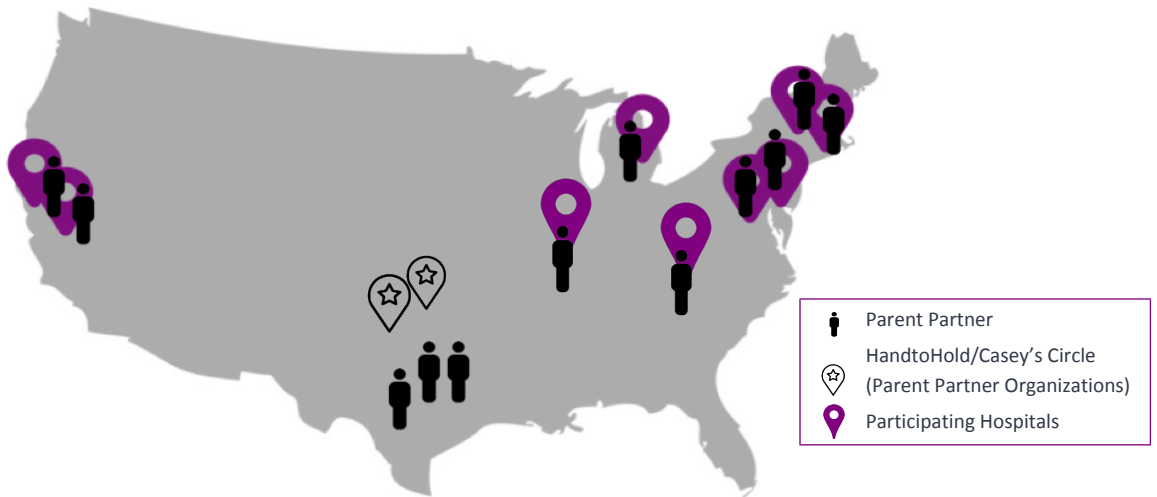 Parent Partner
HandtoHold/Casey's Circle
(Parent Partner Organizations)
Participating Hospitals